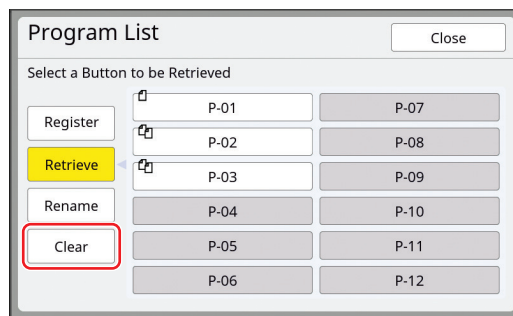 Program List
Close
Select a Button to be Retrieved
Register
Retrieve
Rename
Clear
P-01
P-02
P-03
P-04
P-05
P-06
P-07
P-08
P-09
P-10
P-11
P-12